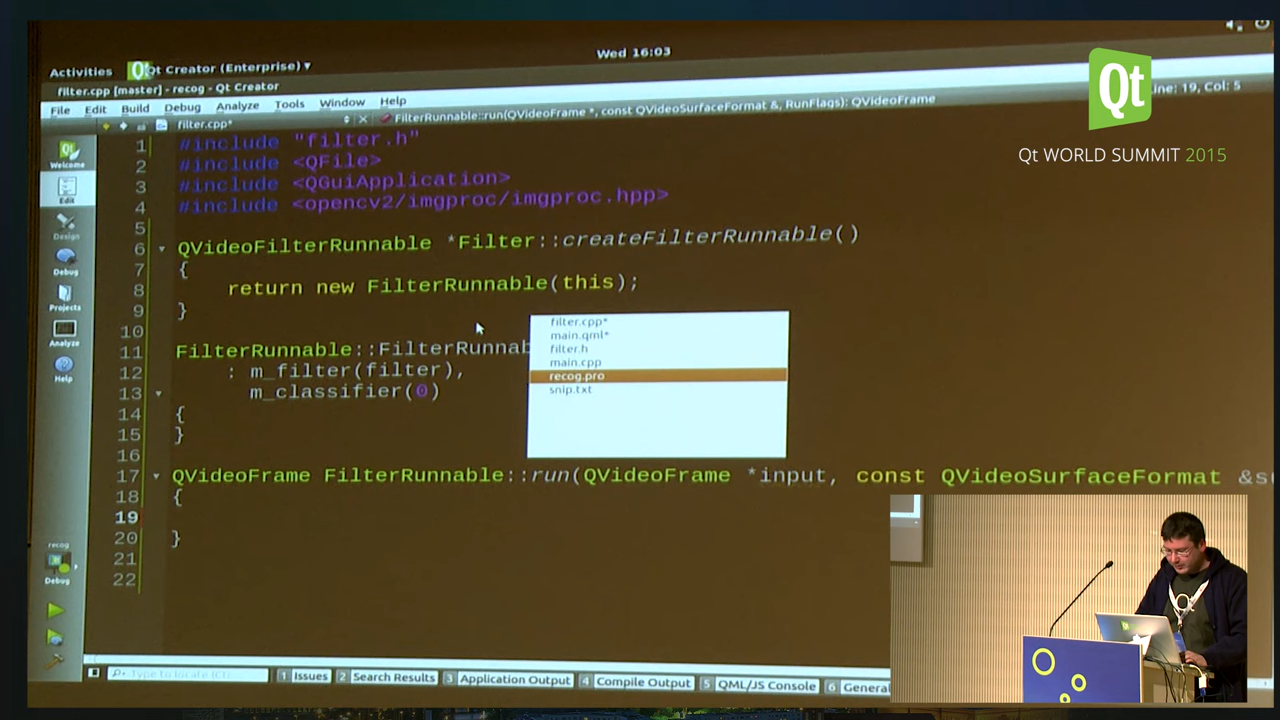 Wed 16:03
Activities
Qt Creator (Enterprise) ▾
filter.cpp [master] - recog - Qt Creator
File Edit Build Debug Analyze Tools Window Help
filter.cpp*
FilterRunnable::run(QVideoFrame *, const QVideoSurfaceFormat &, RunFlags): QVideoFrame
Line: 19, Col: 5
Qt
Qt WORLD SUMMIT 2015
Welcome
Edit
Design
Debug
Projects
Analyze
Help
1 #include "filter.h"
2 #include <QFile>
3 #include <QGuiApplication>
4 #include <opencv2/imgproc/imgproc.hpp>
5
6 QVideoFilterRunnable *Filter::createFilterRunnable()
7 {
8 return new FilterRunnable(this);
9 }
10
11 FilterRunnable::FilterRunnab
12 : m_filter(filter),
13 m_classifier(0)
14 {
15 }
16
17 QVideoFrame FilterRunnable::run(QVideoFrame *input, const QVideoSurfaceFormat &su
18 {
19
20 }
21
22
filter.cpp*
main.qml*
filter.h
main.cpp
recog.pro
snip.txt
recog
Debug
Type to locate (Ct
1 Issues
2 Search Results
3 Application Output
4 Compile Output
5 QML/JS Console
6 General